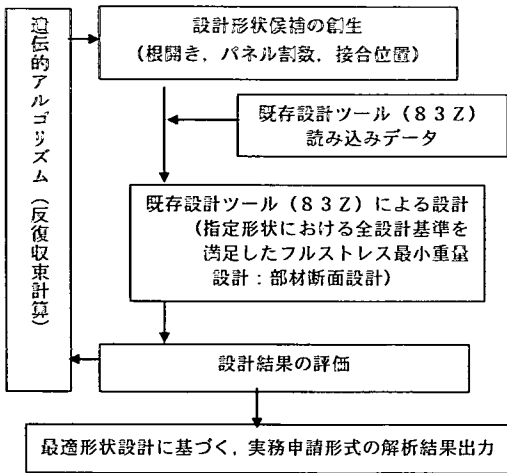 遺伝的アルゴリズム（反復収束計算）
設計形状候補の創生
（根開き，パネル割数，接合位置）
既存設計ツール（８３Ｚ）
読み込みデータ
既存設計ツール（８３Ｚ）による設計
（指定形状における全設計基準を
満足したフルストレス最小重量
設計：部材断面設計）
設計結果の評価
最適形状設計に基づく，実務申請形式の解析結果出力